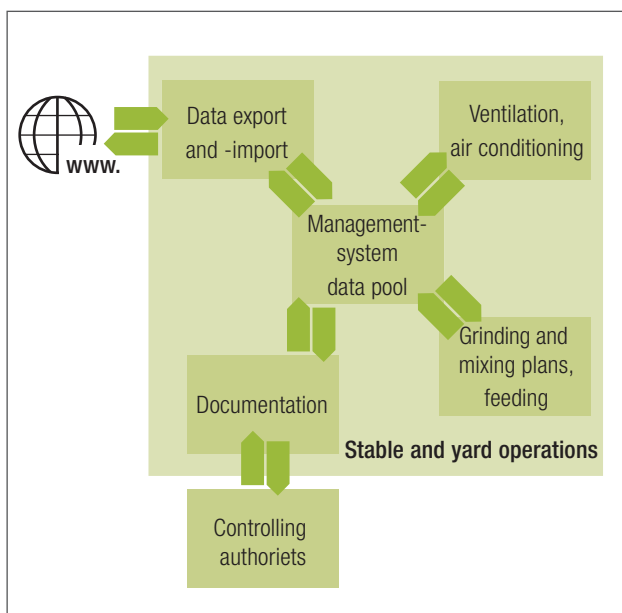 www.
Data export
and -import
Ventilation,
air conditioning
Management-
system
data pool
Grinding and
mixing plans,
feeding
Documentation
Stable and yard operations
Controlling
authoriets